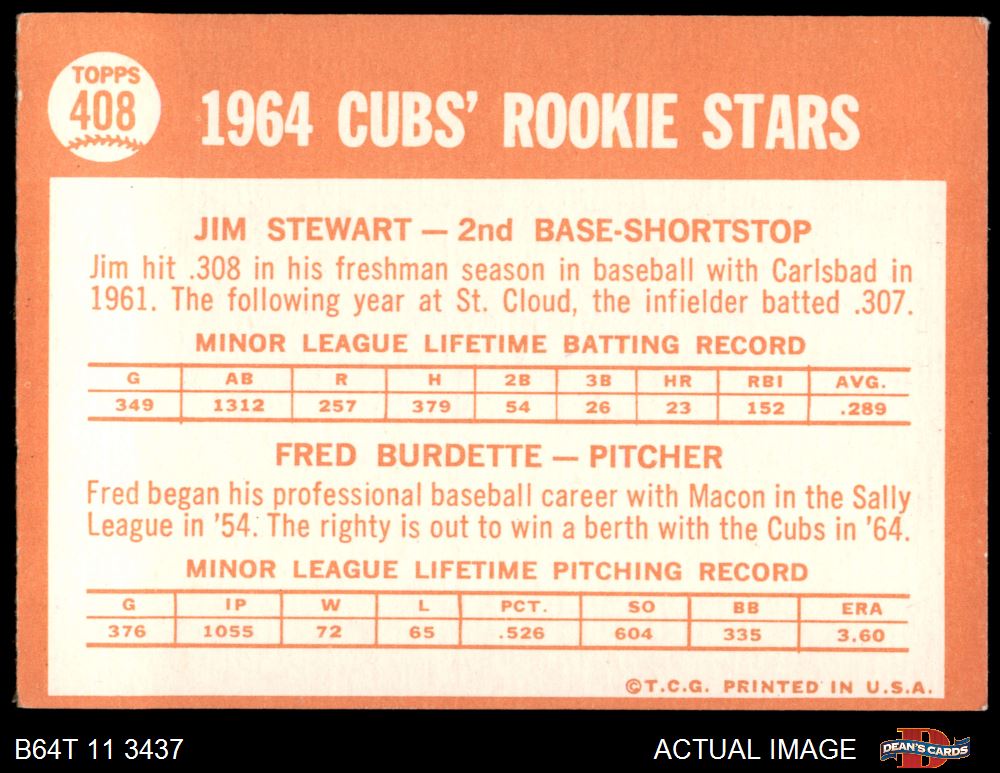 TOPPS
408
1964 CUBS' ROOKIE STARS
JIM STEWART — 2nd BASE-SHORTSTOP
Jim hit .308 in his freshman season in baseball with Carlsbad in
1961. The following year at St. Cloud, the infielder batted .307.
MINOR LEAGUE LIFETIME BATTING RECORD
G AB R H 2B 3B HR RBI AVG.
349 1312 257 379 54 26 23 152 .289
FRED BURDETTE — PITCHER
Fred began his professional baseball career with Macon in the Sally
League in '54. The righty is out to win a berth with the Cubs in '64.
MINOR LEAGUE LIFETIME PITCHING RECORD
G IP W L PCT. SO BB ERA
376 1055 72 65 .526 604 335 3.60
©T.C.G. PRINTED IN U.S.A.
B64T 11 3437
ACTUAL IMAGE
D
DEAN'S CARDS